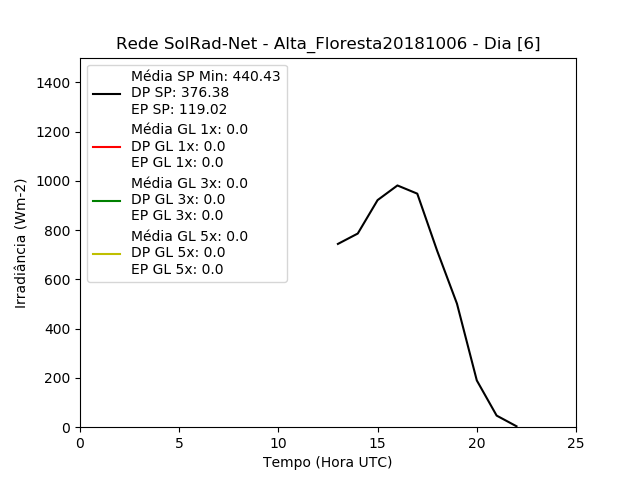 Rede SolRad-Net - Alta_Floresta20181006 - Dia [6]
Média SP Min: 440.43
DP SP: 376.38
EP SP: 119.02
Média GL 1x: 0.0
DP GL 1x: 0.0
EP GL 1x: 0.0
Média GL 3x: 0.0
DP GL 3x: 0.0
EP GL 3x: 0.0
Média GL 5x: 0.0
DP GL 5x: 0.0
EP GL 5x: 0.0
Irradiância (Wm-2)
1400
1200
1000
800
600
400
200
0
0 5 10 15 20 25
Tempo (Hora UTC)